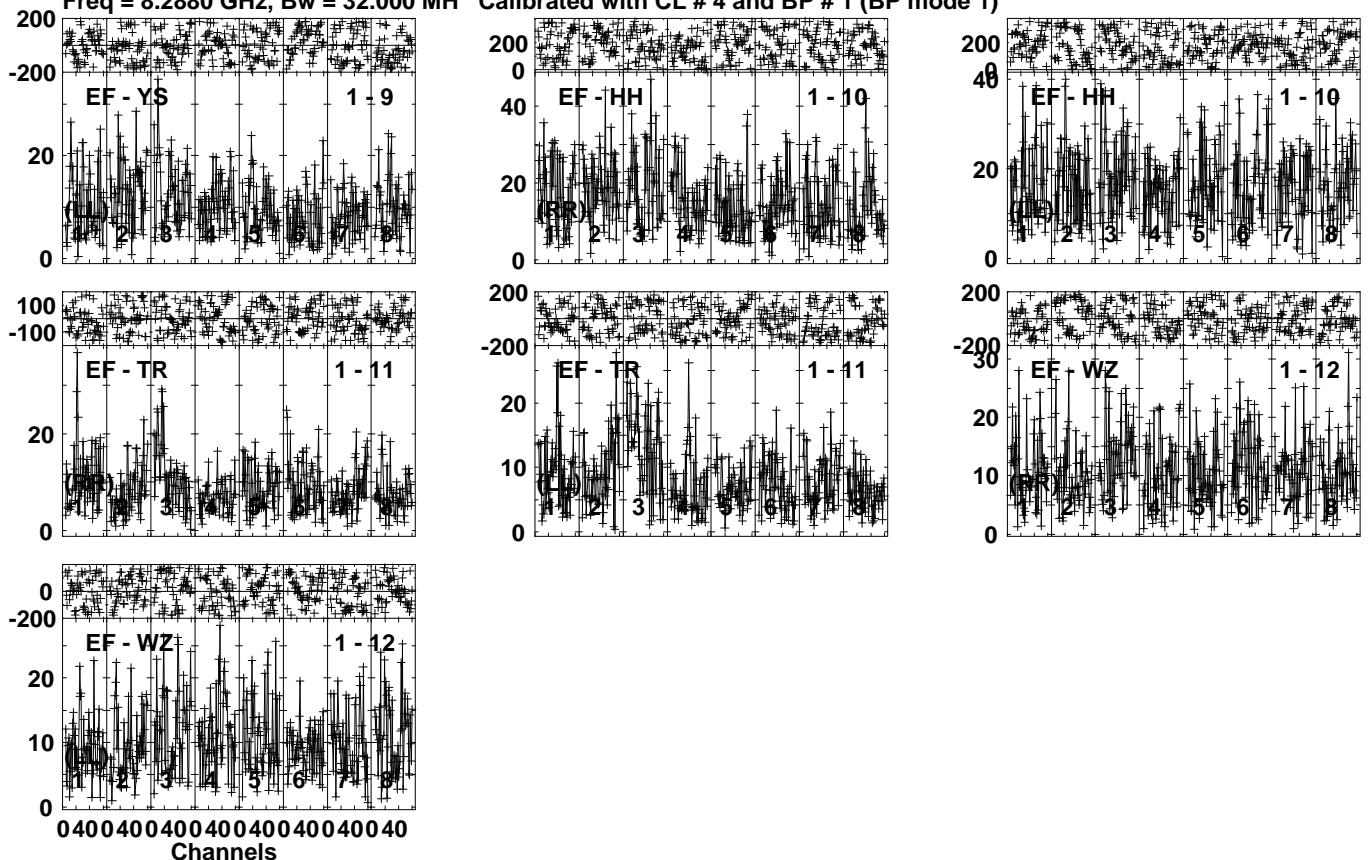 Freq = 8.2880 GHz, Bw = 32.000 MH Calibrated with CL # 4 and BP # 1 (BP mode 1)
200
-200
EF - YS 1 - 9
20
(LL)
1 2 3 4 5 6 7 8
0
200
0
EF - HH 1 - 10
40
20
(RR)
1 2 3 4 5 6 7 8
0
200
0
40
EF - HH 1 - 10
20
(LL)
1 2 3 4 5 6 7 8
0
100
-100
EF - TR 1 - 11
20
(RR)
1 2 3 4 5 6 7 8
0
200
-200
EF - TR 1 - 11
20
10
(LL)
1 2 3 4 5 6 7 8
0
200
-200
30
EF - WZ 1 - 12
20
10
(RR)
1 2 3 4 5 6 7 8
0
0
-200
EF - WZ 1 - 12
20
10
(LL)
1 2 3 4 5 6 7 8
0
0 40 0 40 0 40 0 40 0 40 0 40 0 40 0 40
Channels